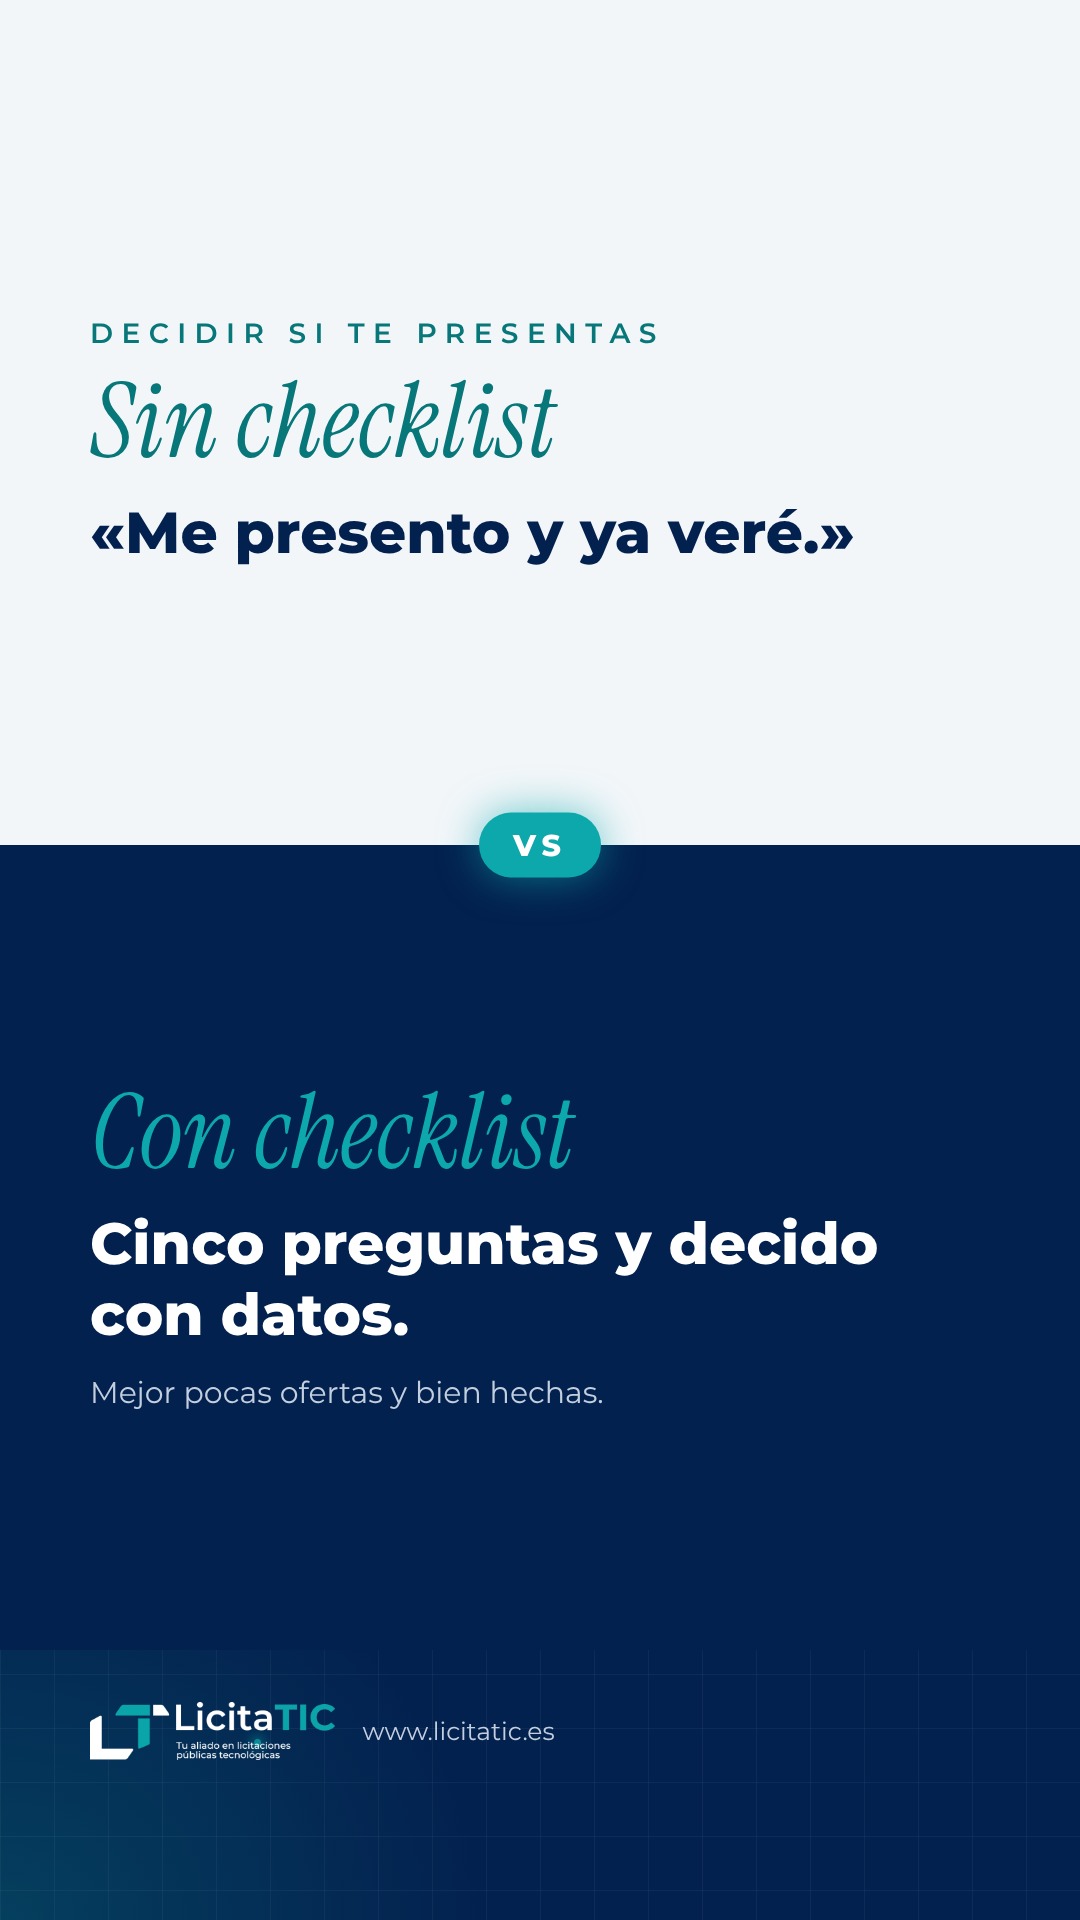 DECIDIR SI TE PRESENTAS
Sin checklist
«Me presento y ya veré.»
VS
Con checklist
Cinco preguntas y decido
con datos.
Mejor pocas ofertas y bien hechas.
LicitaTIC
Tu aliado en licitaciones
públicas tecnológicas
www.licitatic.es